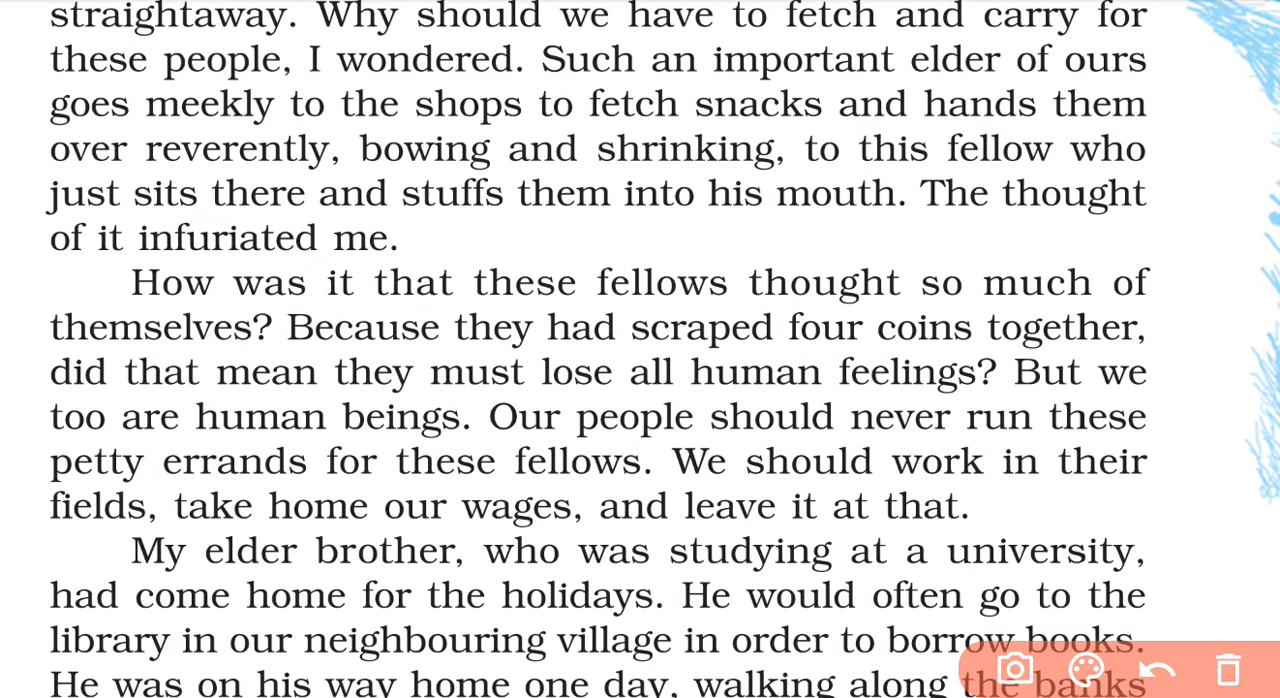 straightaway. Why should we have to fetch and carry for
these people, I wondered. Such an important elder of ours
goes meekly to the shops to fetch snacks and hands them
over reverently, bowing and shrinking, to this fellow who
just sits there and stuffs them into his mouth. The thought
of it infuriated me.
How was it that these fellows thought so much of
themselves? Because they had scraped four coins together,
did that mean they must lose all human feelings? But we
too are human beings. Our people should never run these
petty errands for these fellows. We should work in their
fields, take home our wages, and leave it at that.
My elder brother, who was studying at a university,
had come home for the holidays. He would often go to the
library in our neighbouring village in order to borrow books.
He was on his way home one day, walking along the banks